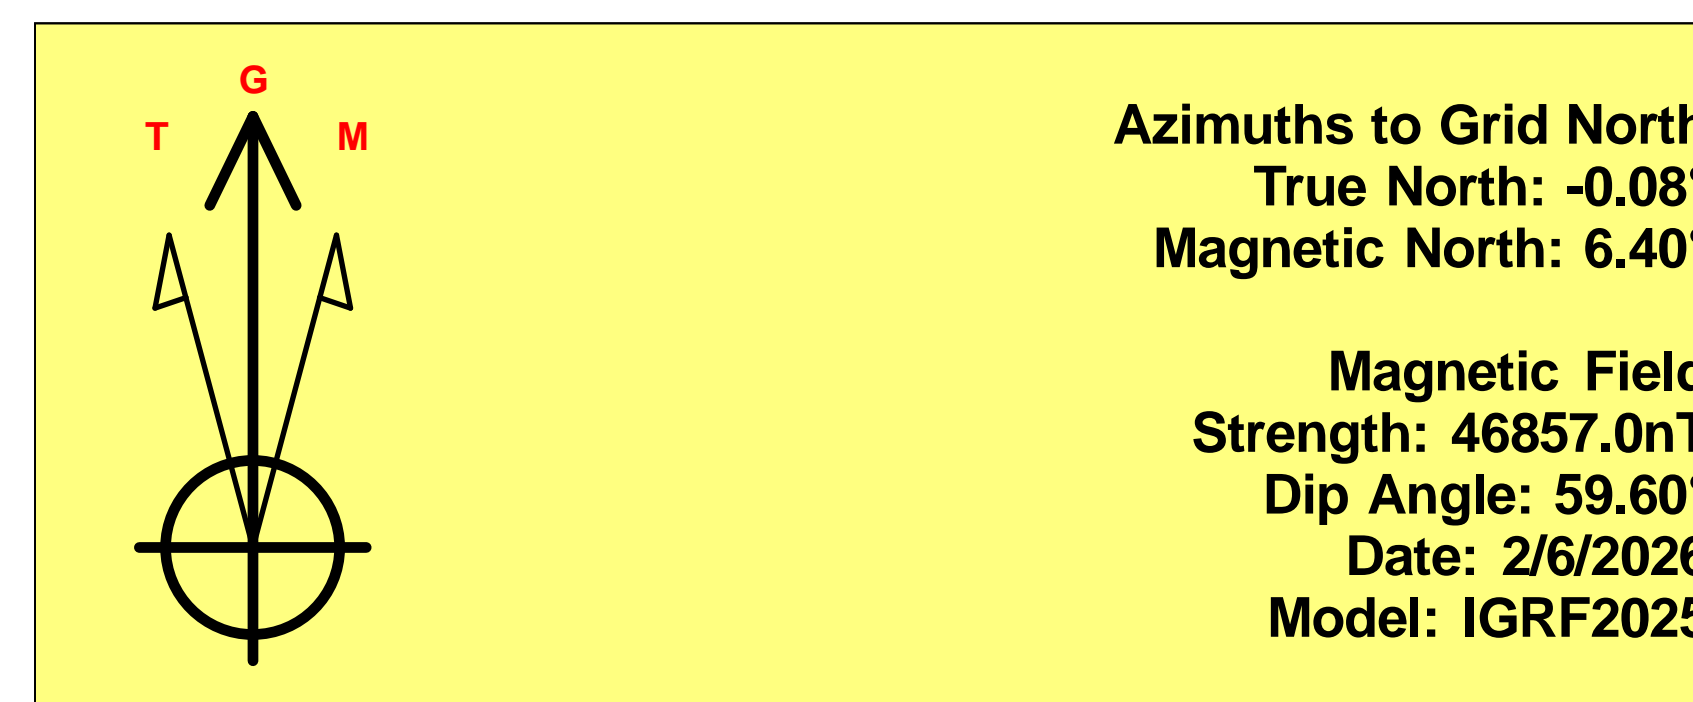 G
T M
Azimuths to Grid North
True North: -0.08°
Magnetic North: 6.40°
Magnetic Field
Strength: 46857.0nT
Dip Angle: 59.60°
Date: 2/6/2026
Model: IGRF2025